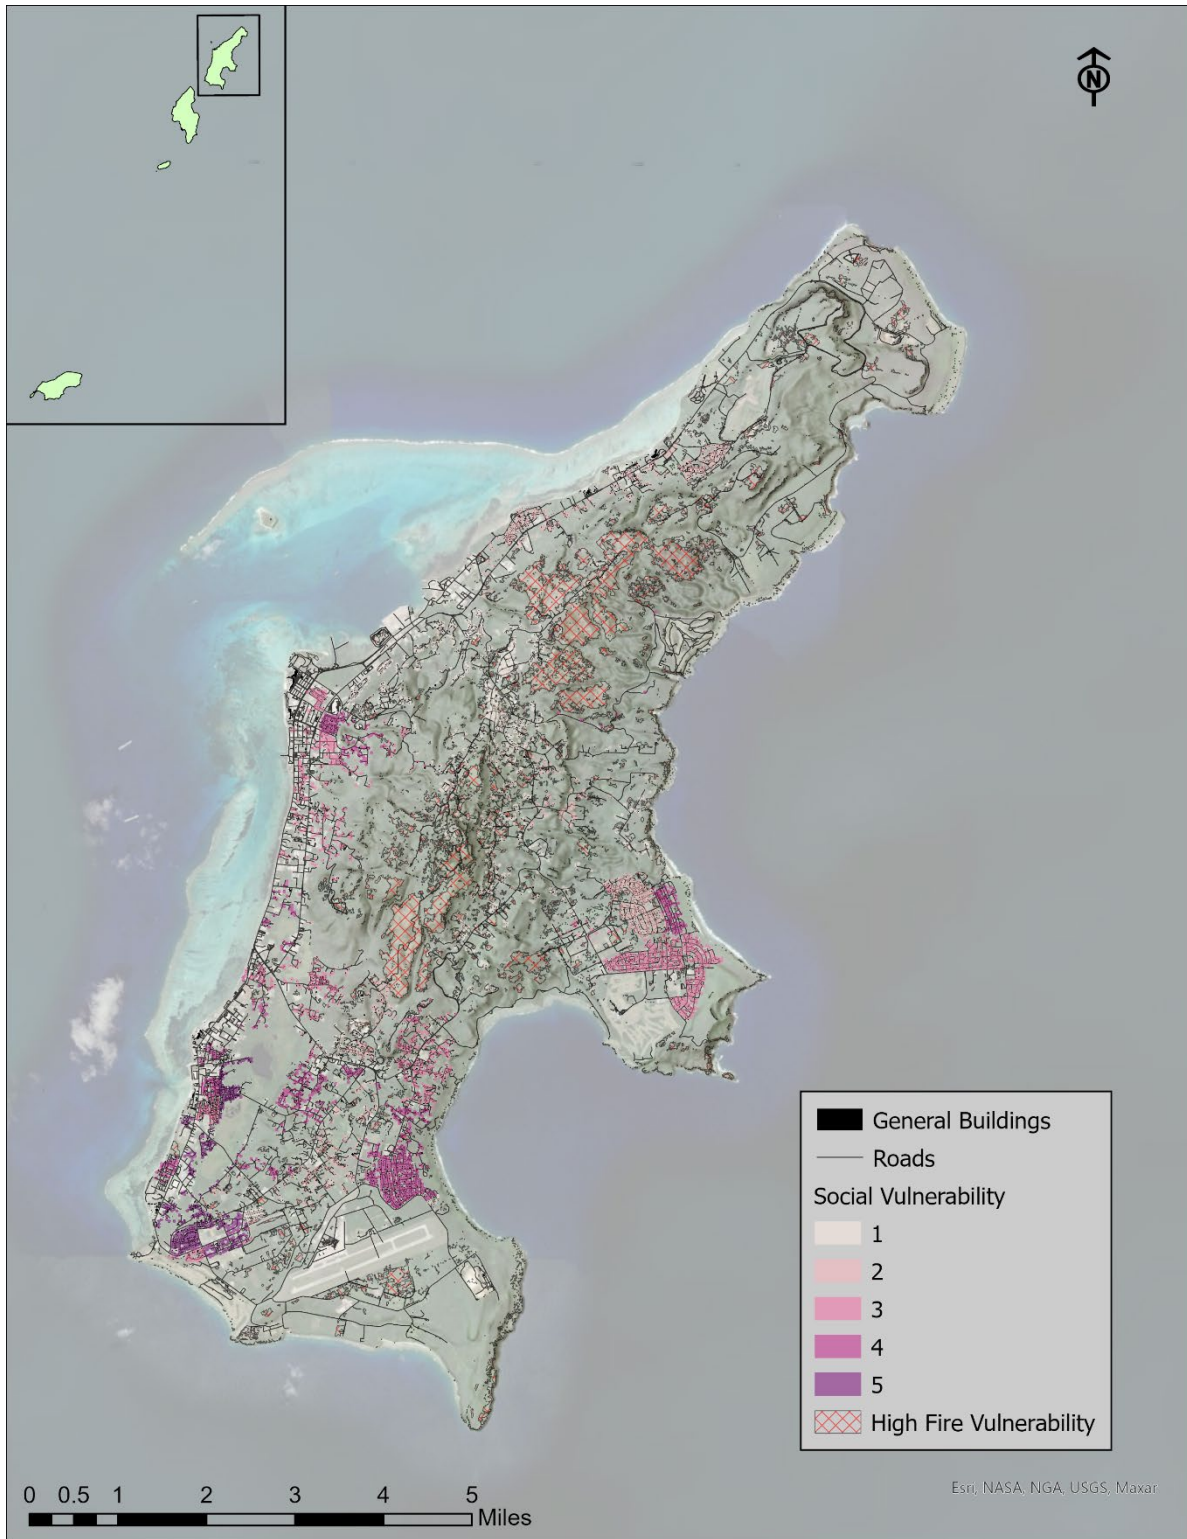 N
General Buildings
Roads
Social Vulnerability
1
2
3
4
5
High Fire Vulnerability
Esri, NASA, NGA, USGS, Maxar
0 0.5 1 2 3 4 5
Miles